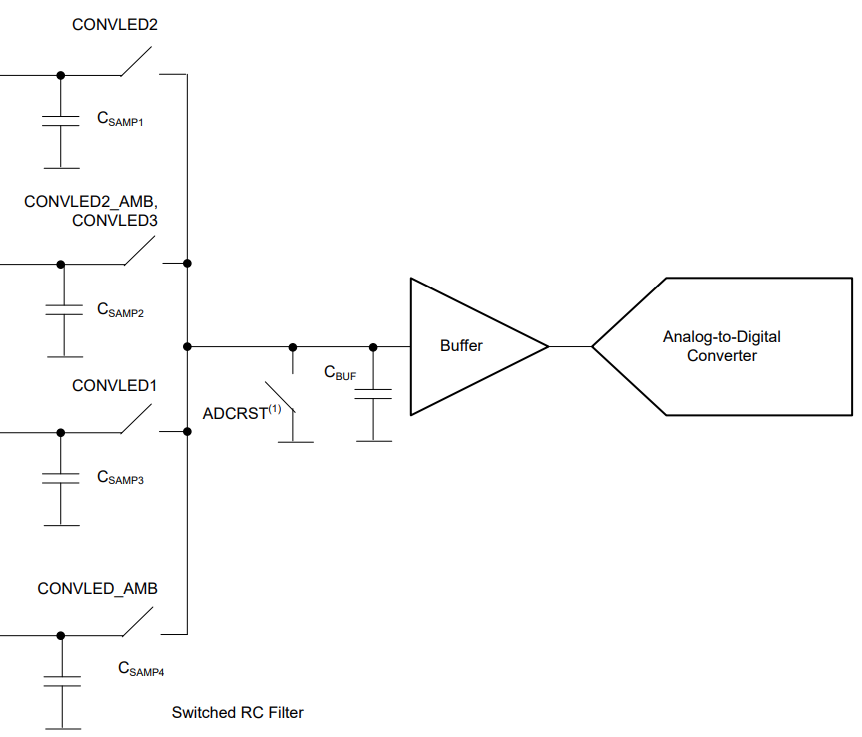 CONVLED2
CSAMP1
CONVLED2_AMB,
CONVLED3
CSAMP2
Buffer
Analog-to-Digital
Converter
CBUF
CONVLED1
ADCRST(1)
CSAMP3
CONVLED_AMB
CSAMP4
Switched RC Filter